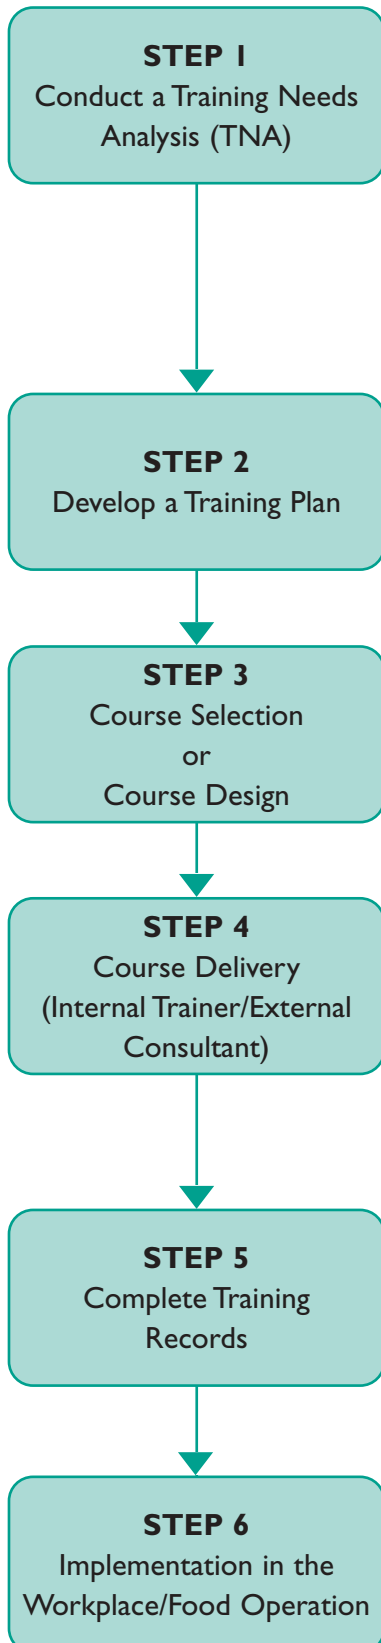 STEP 1
Conduct a Training Needs
Analysis (TNA)
STEP 2
Develop a Training Plan
STEP 3
Course Selection
or
Course Design
STEP 4
Course Delivery
(Internal Trainer/External
Consultant)
STEP 5
Complete Training
Records
STEP 6
Implementation in the
Workplace/Food Operation